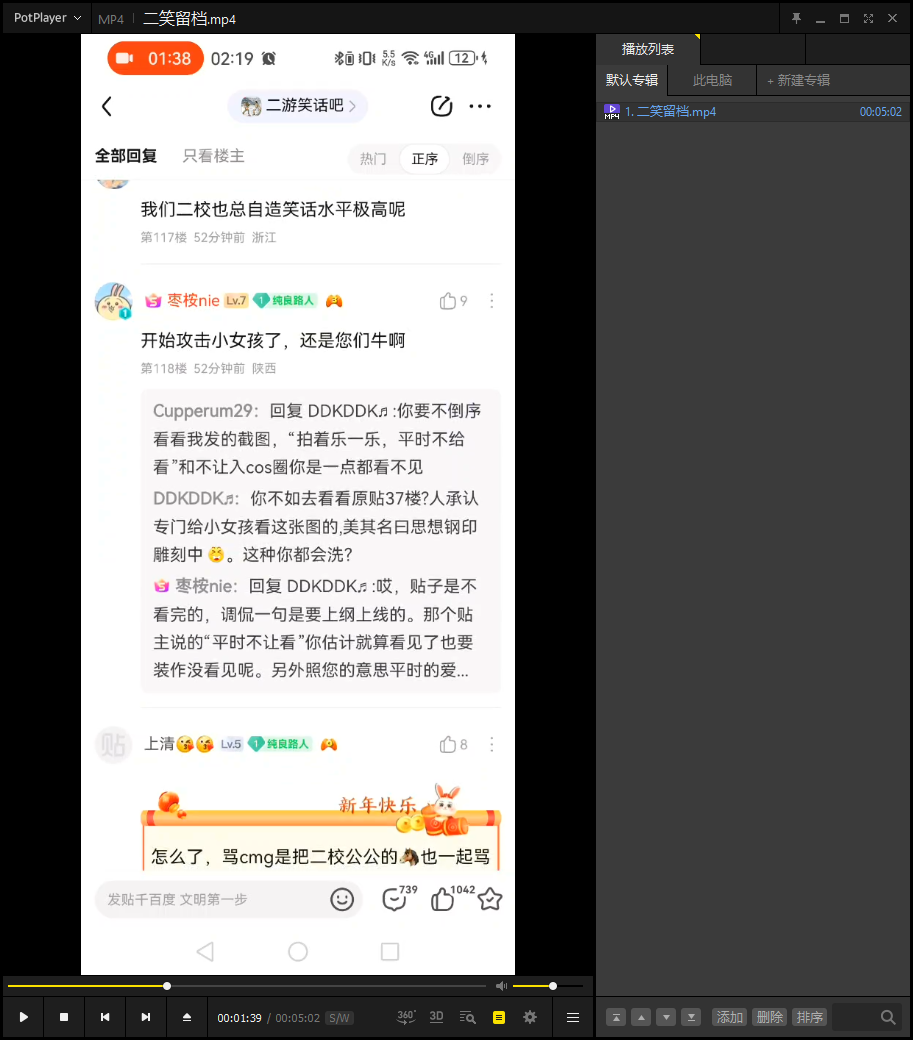 PotPlayer MP4 二笑留档.mp4
01:38 02:19 5.5 K/s 4G 12
二游笑话吧
全部回复 只看楼主 热门 正序 倒序
我们二校也总自造笑话水平极高呢
第117楼 52分钟前 浙江
枣桉nie Lv.7 1 纯良路人 9
开始攻击小女孩了，还是您们牛啊
第118楼 52分钟前 陕西
Cupperum29：回复 DDKDDK♬:你要不倒序
看看我发的截图，“拍着乐一乐，平时不给
看”和不让入cos圈你是一点都看不见
DDKDDK♬：你不如去看看原贴37楼?人承认
专门给小女孩看这张图的,美其名曰思想钢印
雕刻中😤。这种你都会洗?
枣桉nie：回复 DDKDDK♬:哎，贴子是不
看完的，调侃一句是要上纲上线的。那个贴
主说的“平时不让看”你估计就算看见了也要
装作没看见呢。另外照您的意思平时的爱...
贴 上清😘😘 Lv.5 1 纯良路人 8
新年快乐
怎么了，骂cmg是把二校公公的🐴也一起骂
发贴千百度 文明第一步 739 1042
00:01:39 / 00:05:02 S/W 360° 3D
播放列表
默认专辑 此电脑 + 新建专辑
MP4 1. 二笑留档.mp4 00:05:02
添加 删除 排序